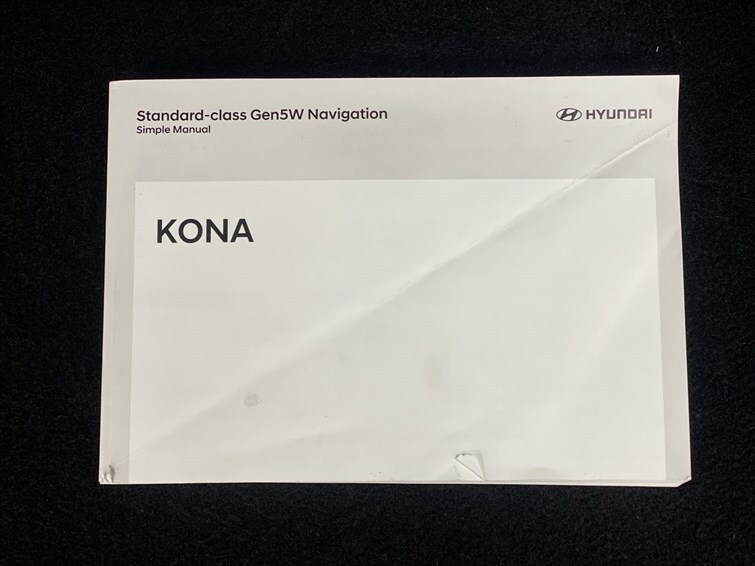 Standard-class Gen5W Navigation
Simple Manual
HYUNDAI
KONA